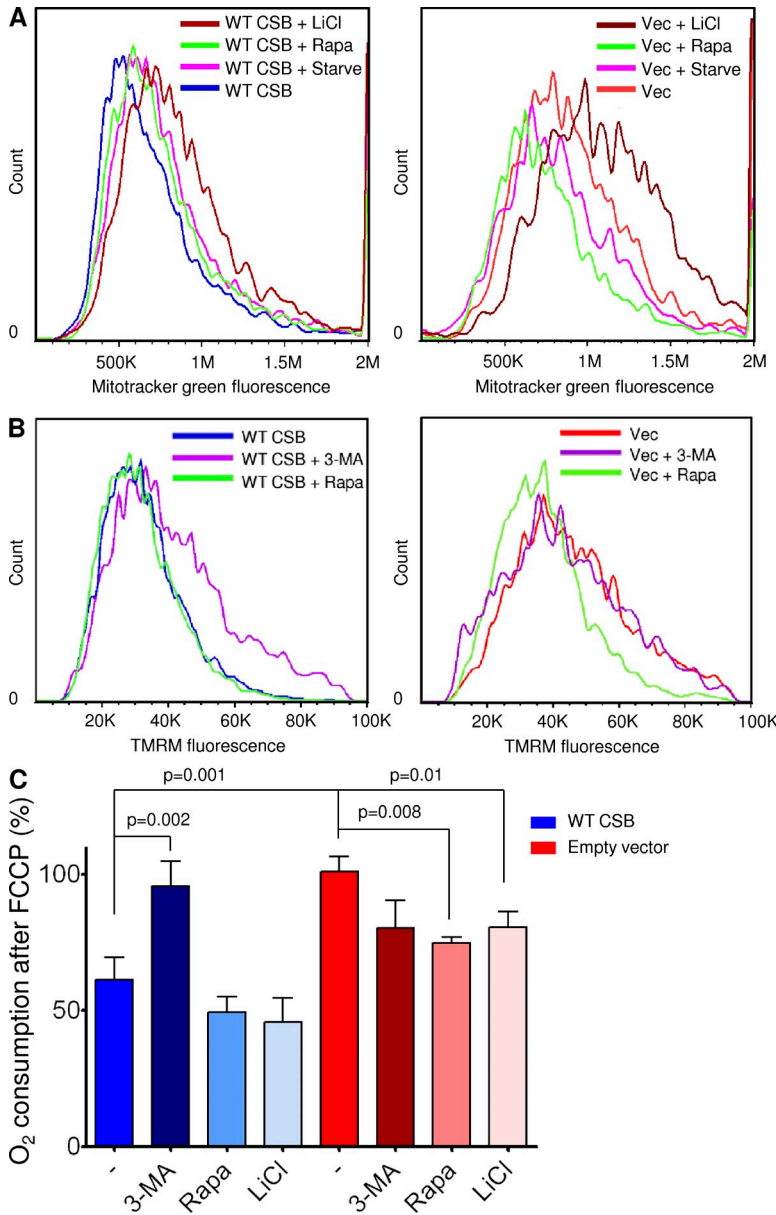 A
WT CSB + LiCl
WT CSB + Rapa
WT CSB + Starve
WT CSB
Count
0
500K 1M 1.5M 2M
Mitotracker green fluorescence
Vec + LiCl
Vec + Rapa
Vec + Starve
Vec
Count
0
500K 1M 1.5M 2M
Mitotracker green fluorescence
B
WT CSB
WT CSB + 3-MA
WT CSB + Rapa
Count
0
20K 40K 60K 80K 100K
TMRM fluorescence
Vec
Vec + 3-MA
Vec + Rapa
Count
0
20K 40K 60K 80K 100K
TMRM fluorescence
C
p=0.001 p=0.01
p=0.002 p=0.008
WT CSB
Empty vector
O₂ consumption after FCCP (%)
100
50
0
- 3-MA Rapa LiCl - 3-MA Rapa LiCl